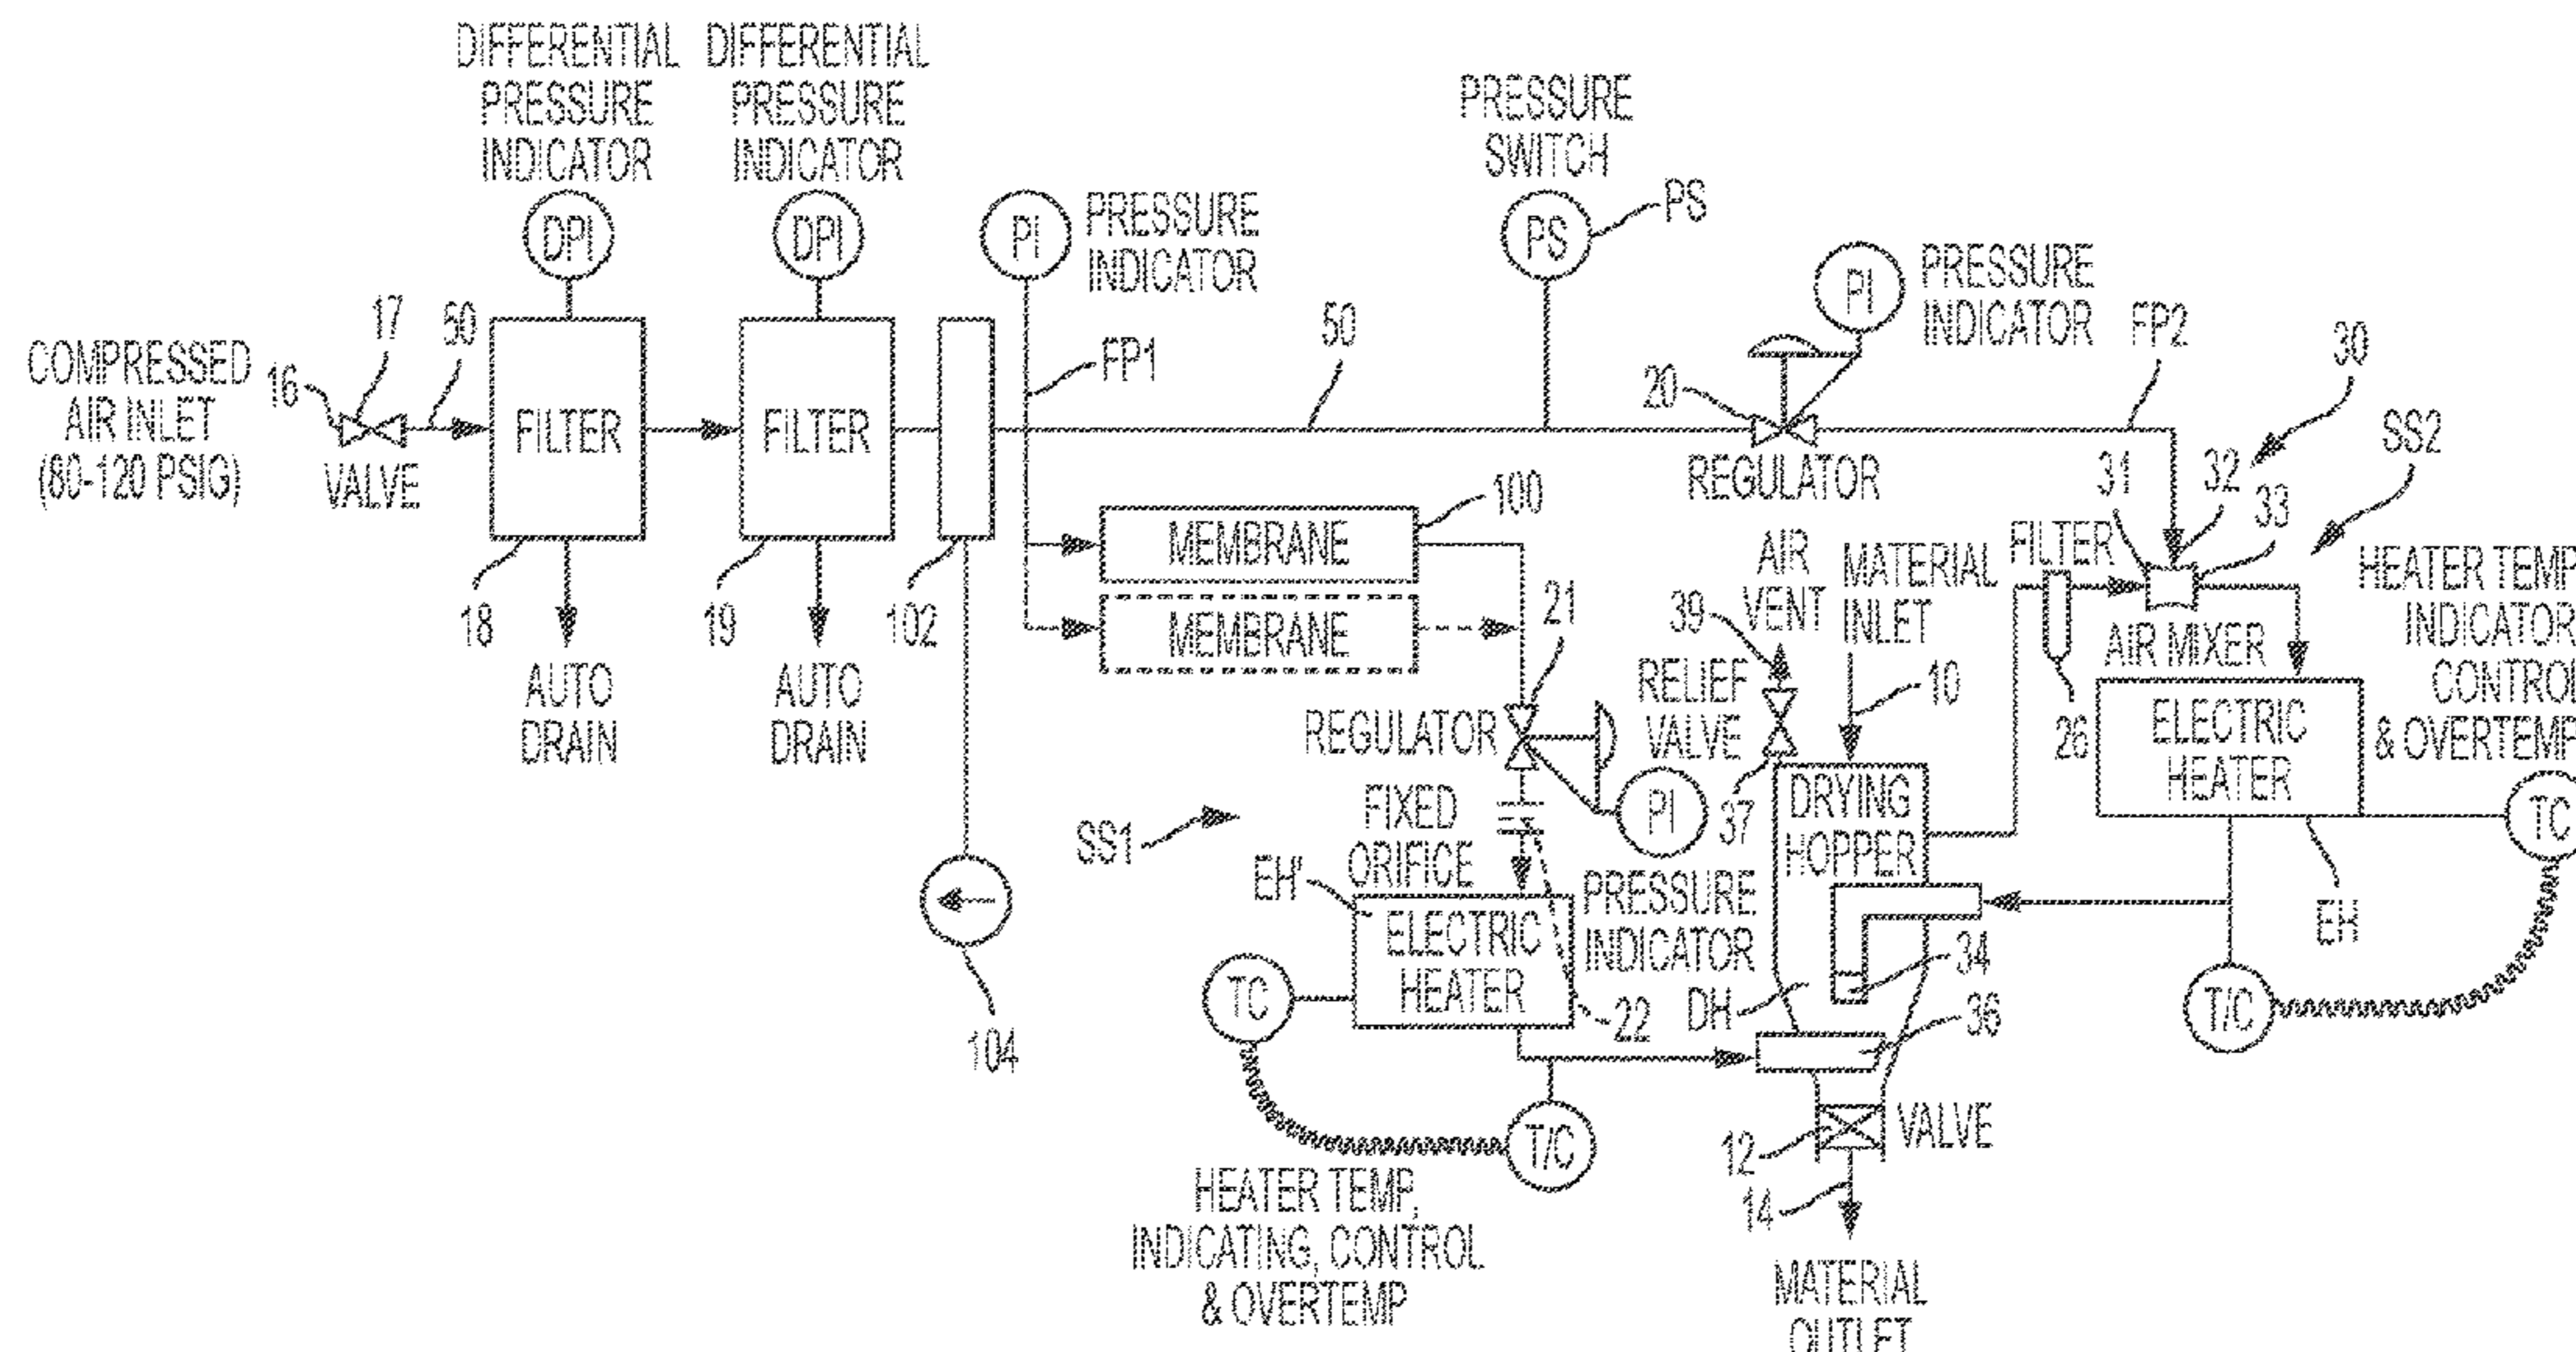 DIFFERENTIAL
PRESSURE
INDICATOR
DPI
DIFFERENTIAL
PRESSURE
INDICATOR
DPI
PI
PRESSURE
INDICATOR
PRESSURE
SWITCH
PS
PS
PI
PRESSURE
INDICATOR
COMPRESSED
AIR INLET
(80-120 PSIG)
16
17
50
VALVE
FILTER
FILTER
FP1
50
20
REGULATOR
FP2
30
SS2
31
32
33
18
AUTO
DRAIN
19
AUTO
DRAIN
102
104
MEMBRANE
100
MEMBRANE
21
REGULATOR
PI
PRESSURE
INDICATOR
SS1
FIXED
ORIFICE
EH'
ELECTRIC
HEATER
22
TC
T/C
HEATER TEMP,
INDICATING, CONTROL
& OVERTEMP
AIR
VENT
39
RELIEF
VALVE
37
MATERIAL
INLET
10
DRYING
HOPPER
DH
34
36
12
VALVE
14
MATERIAL
OUTLET
FILTER
26
AIR MIXER
ELECTRIC
HEATER
EH
HEATER TEMP
INDICATOR
CONTROL
& OVERTEMP
TC
T/C